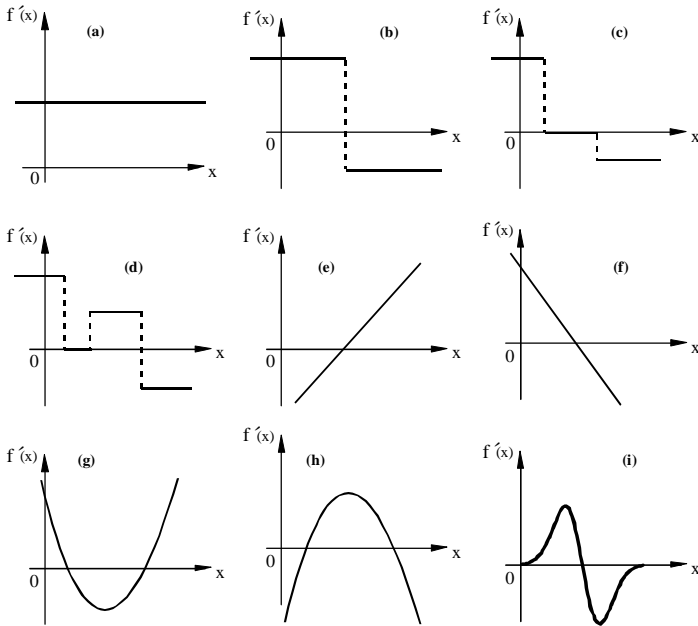 f´(x) (a)
0 x
f´(x) (b)
0 x
f´(x) (c)
0 x
f´(x) (d)
0 x
f´(x) (e)
0 x
f´(x) (f)
0 x
f´(x) (g)
0 x
f´(x) (h)
0 x
f´(x) (i)
0 x